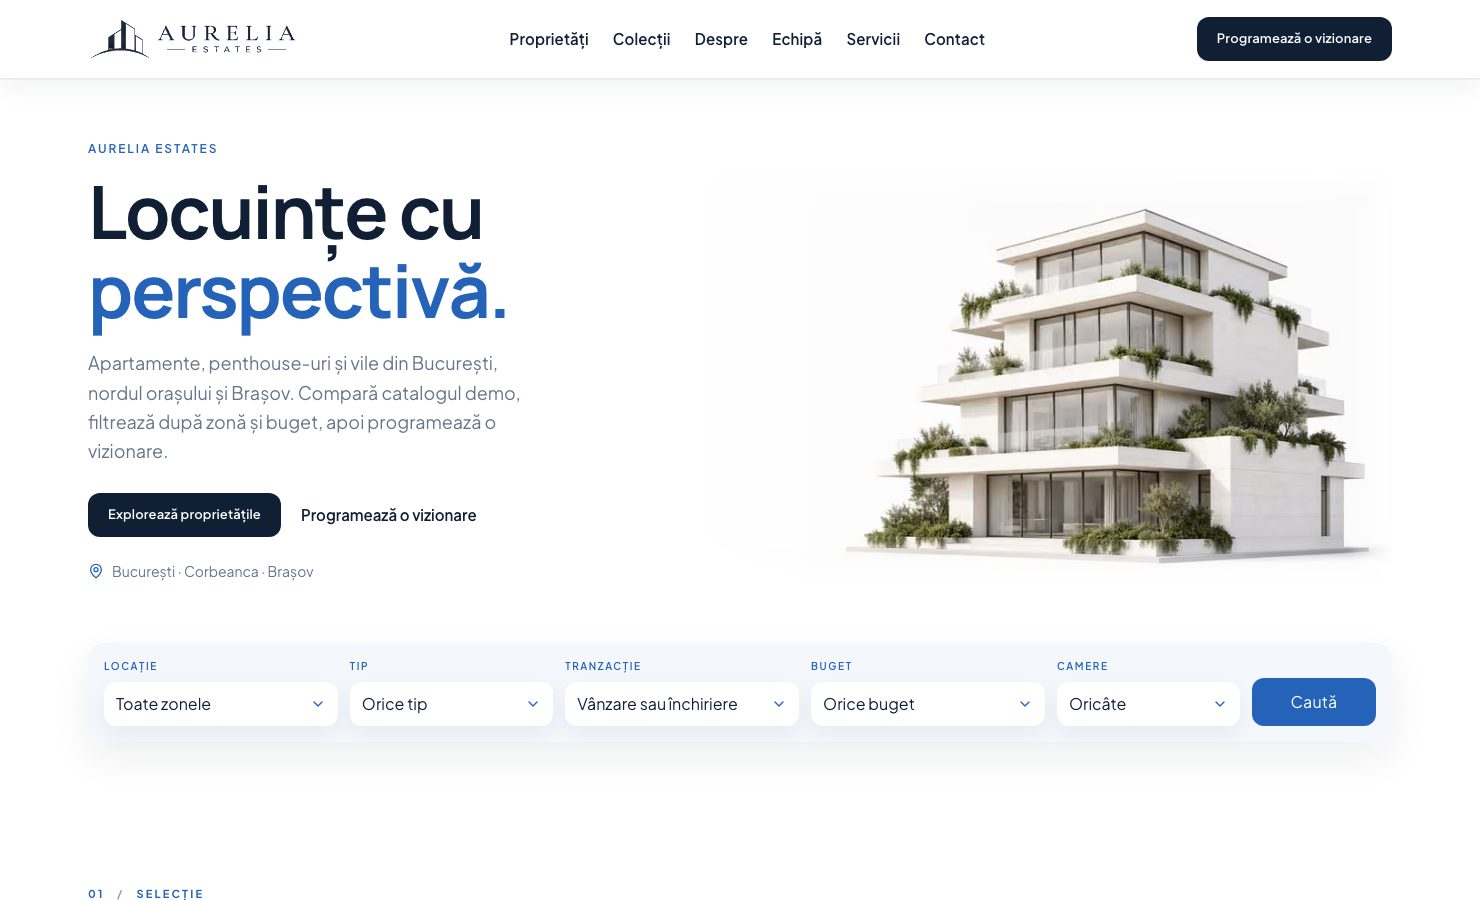 AURELIA
ESTATES
Proprietăți
Colecții
Despre
Echipă
Servicii
Contact
Programează o vizionare
AURELIA ESTATES
Locuințe cu
perspectivă.
Apartamente, penthouse-uri și vile din București,
nordul orașului și Brașov. Compară catalogul demo,
filtrează după zonă și buget, apoi programează o
vizionare.
Explorează proprietățile
Programează o vizionare
București · Corbeanca · Brașov
LOCAȚIE
TIP
TRANZACȚIE
BUGET
CAMERE
Toate zonele
Orice tip
Vânzare sau închiriere
Orice buget
Oricâte
Caută
01 / SELECȚIE